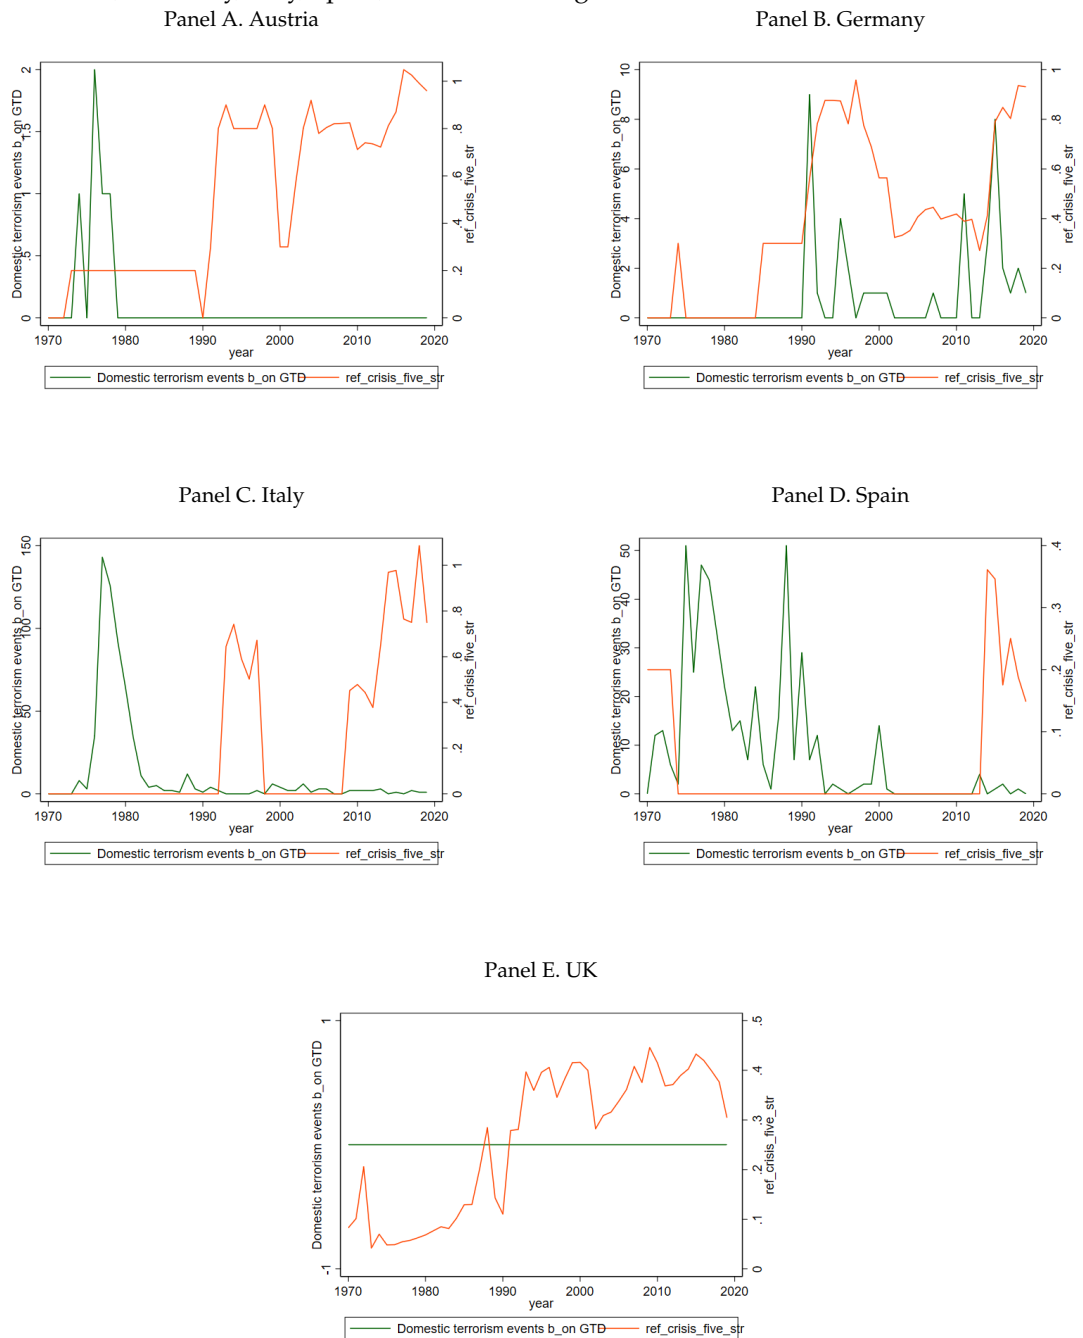 Panel A. Austria
Domestic terrorism events b_on GTD
0 .5 1 1.5 2
ref_crisis_five_str
0 .2 .4 .6 .8 1
1970 1980 1990 2000 2010 2020
year
Domestic terrorism events b_on GTD ref_crisis_five_str
Panel B. Germany
Domestic terrorism events b_on GTD
0 2 4 6 8 10
ref_crisis_five_str
0 .2 .4 .6 .8 1
1970 1980 1990 2000 2010 2020
year
Domestic terrorism events b_on GTD ref_crisis_five_str
Panel C. Italy
Domestic terrorism events b_on GTD
0 50 100 150
ref_crisis_five_str
0 .2 .4 .6 .8 1
1970 1980 1990 2000 2010 2020
year
Domestic terrorism events b_on GTD ref_crisis_five_str
Panel D. Spain
Domestic terrorism events b_on GTD
0 10 20 30 40 50
ref_crisis_five_str
0 .1 .2 .3 .4
1970 1980 1990 2000 2010 2020
year
Domestic terrorism events b_on GTD ref_crisis_five_str
Panel E. UK
Domestic terrorism events b_on GTD
-1 1
ref_crisis_five_str
0 .1 .2 .3 .4 .5
1970 1980 1990 2000 2010 2020
year
Domestic terrorism events b_on GTD ref_crisis_five_str